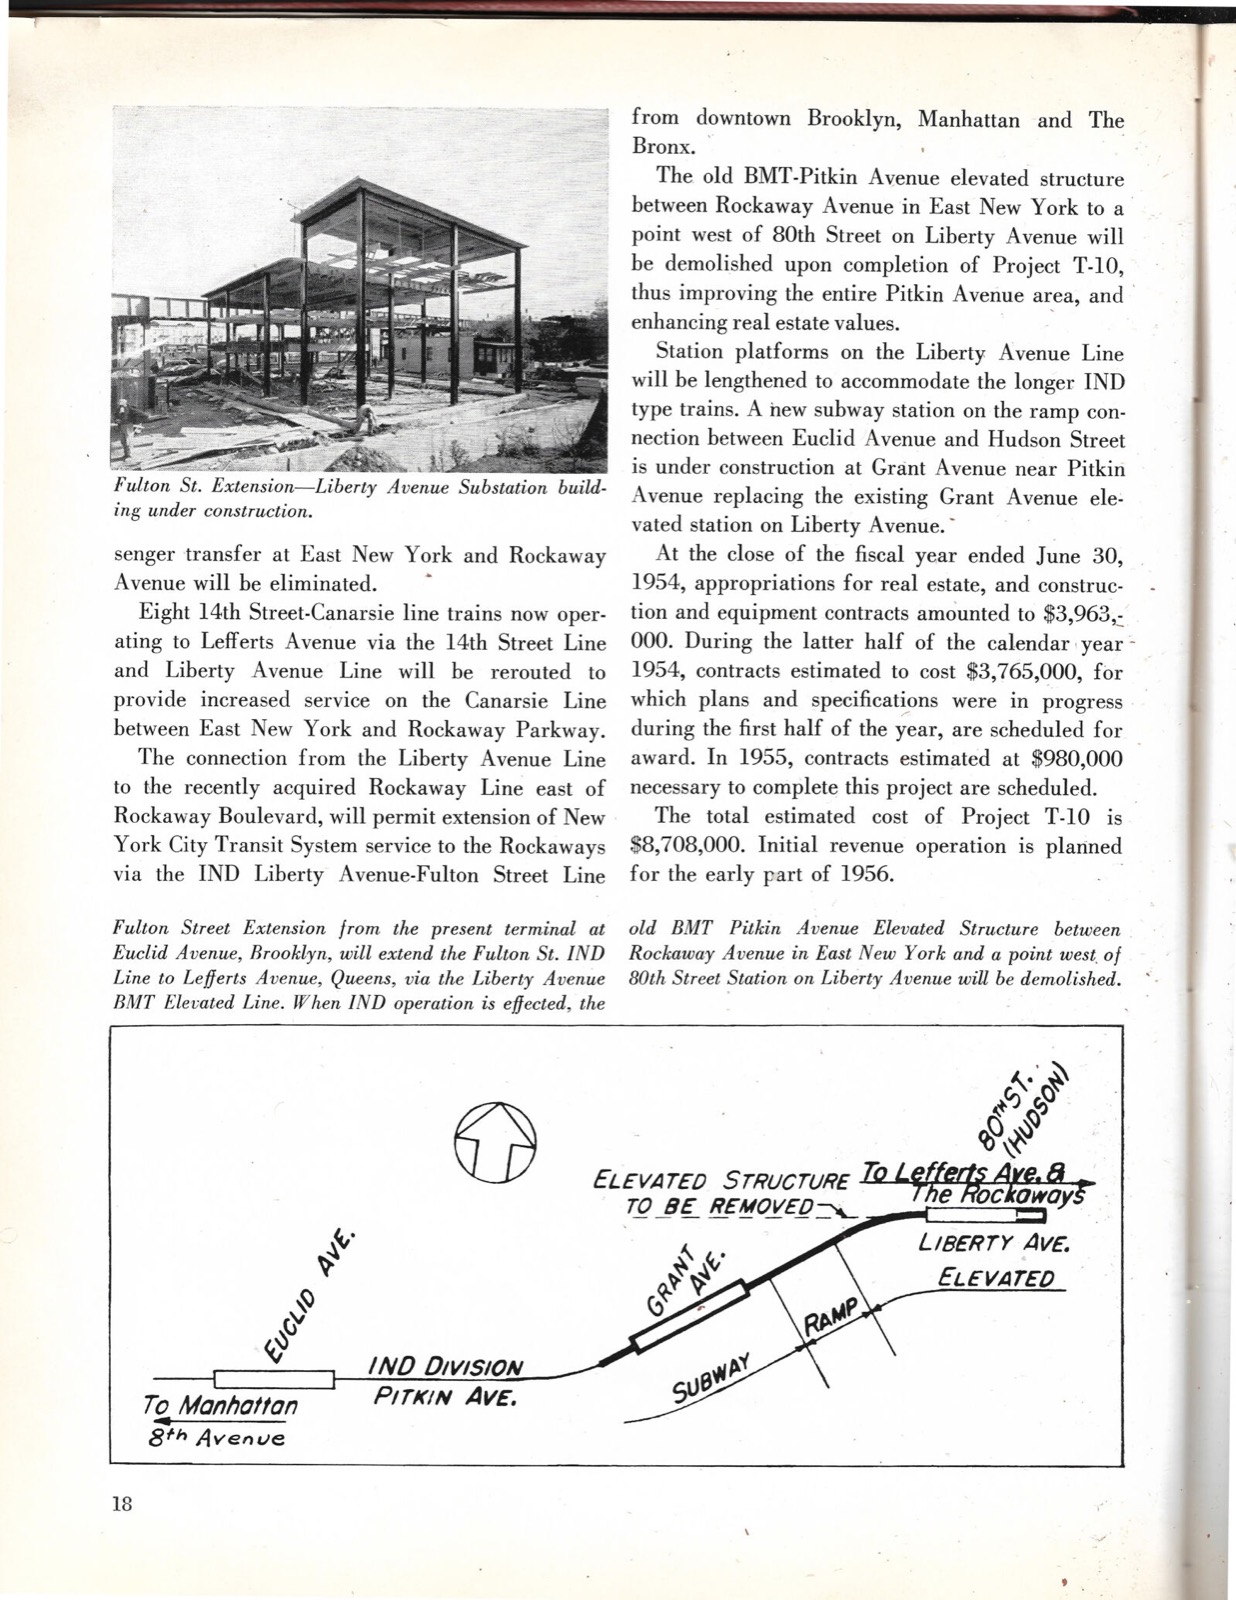 Fulton St. Extension—Liberty Avenue Substation build-
ing under construction.
senger transfer at East New York and Rockaway
Avenue will be eliminated.
Eight 14th Street-Canarsie line trains now oper-
ating to Lefferts Avenue via the 14th Street Line
and Liberty Avenue Line will be rerouted to
provide increased service on the Canarsie Line
between East New York and Rockaway Parkway.
The connection from the Liberty Avenue Line
to the recently acquired Rockaway Line east of
Rockaway Boulevard, will permit extension of New
York City Transit System service to the Rockaways
via the IND Liberty Avenue-Fulton Street Line
from downtown Brooklyn, Manhattan and The
Bronx.
The old BMT-Pitkin Avenue elevated structure
between Rockaway Avenue in East New York to a
point west of 80th Street on Liberty Avenue will
be demolished upon completion of Project T-10,
thus improving the entire Pitkin Avenue area, and
enhancing real estate values.
Station platforms on the Liberty Avenue Line
will be lengthened to accommodate the longer IND
type trains. A new subway station on the ramp con-
nection between Euclid Avenue and Hudson Street
is under construction at Grant Avenue near Pitkin
Avenue replacing the existing Grant Avenue ele-
vated station on Liberty Avenue.
At the close of the fiscal year ended June 30,
1954, appropriations for real estate, and construc-
tion and equipment contracts amounted to $3,963,-
000. During the latter half of the calendar year
1954, contracts estimated to cost $3,765,000, for
which plans and specifications were in progress
during the first half of the year, are scheduled for
award. In 1955, contracts estimated at $980,000
necessary to complete this project are scheduled.
The total estimated cost of Project T-10 is
$8,708,000. Initial revenue operation is planned
for the early part of 1956.
Fulton Street Extension from the present terminal at
Euclid Avenue, Brooklyn, will extend the Fulton St. IND
Line to Lefferts Avenue, Queens, via the Liberty Avenue
BMT Elevated Line. When IND operation is effected, the
old BMT Pitkin Avenue Elevated Structure between
Rockaway Avenue in East New York and a point west of
80th Street Station on Liberty Avenue will be demolished.
80TH ST.
(HUDSON)
ELEVATED STRUCTURE
TO BE REMOVED
To Lefferts Ave. &
The Rockaways
LIBERTY AVE.
ELEVATED
GRANT
AVE.
RAMP
SUBWAY
EUCLID AVE.
IND DIVISION
PITKIN AVE.
To Manhattan
8th Avenue
18